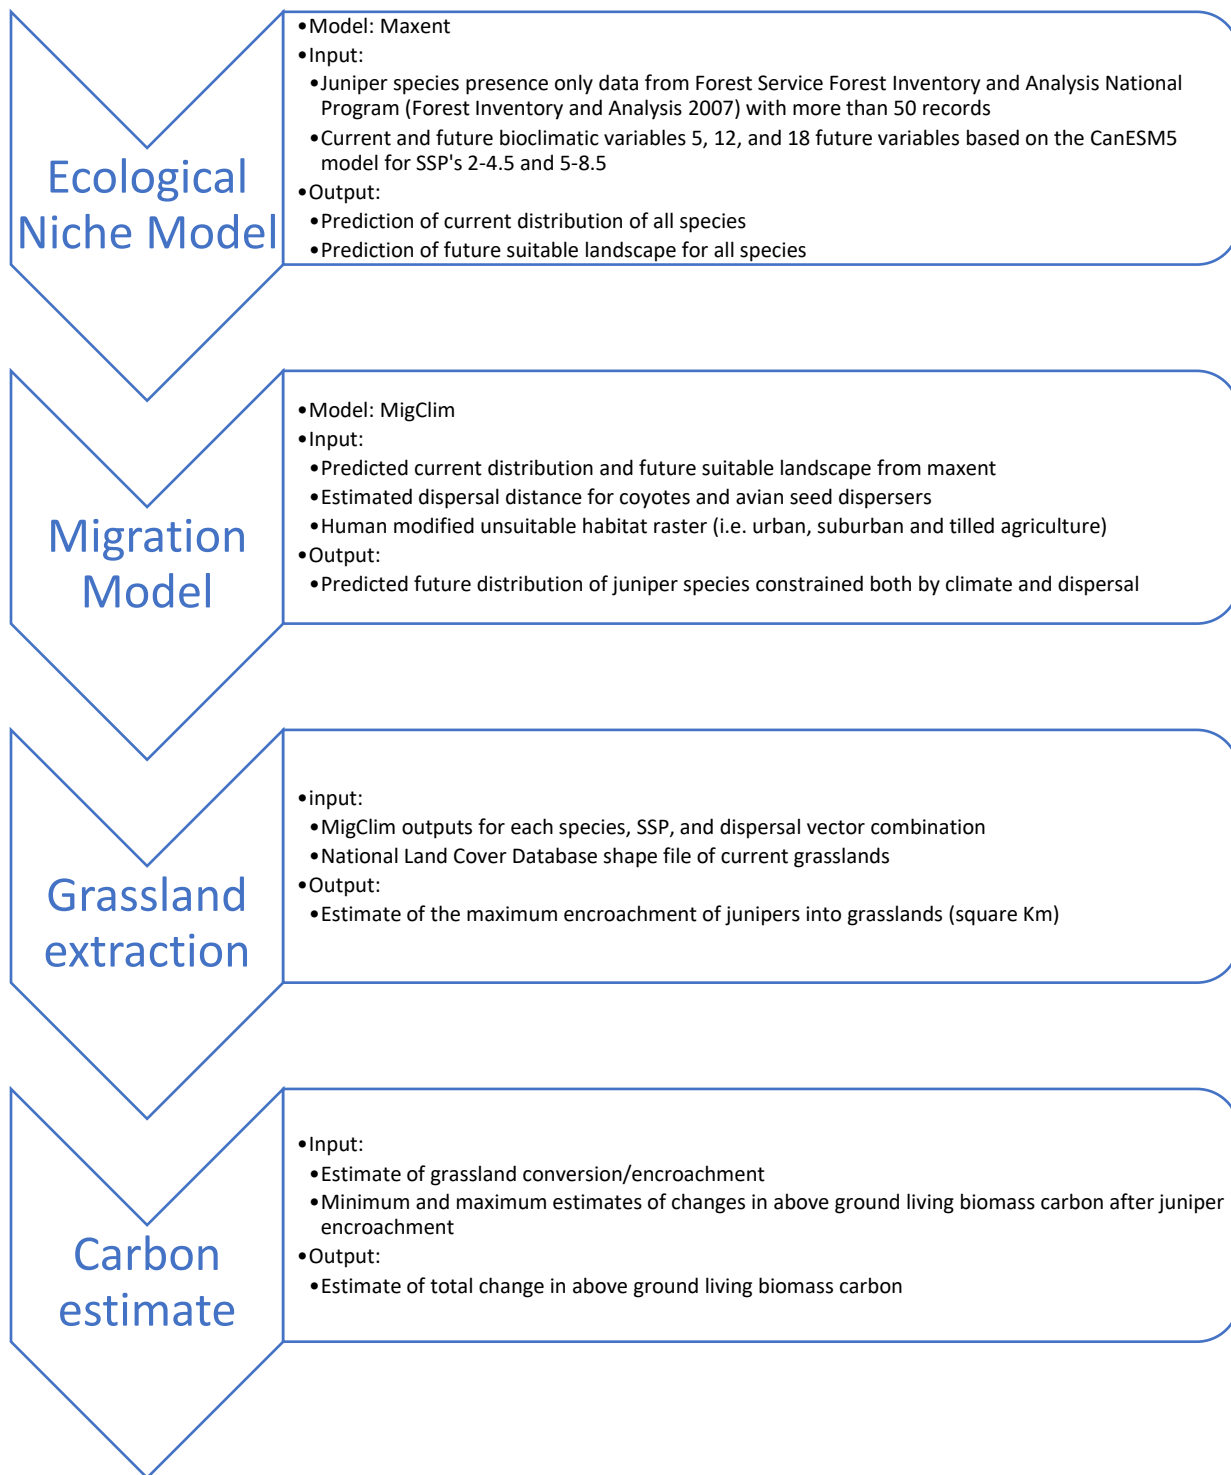 Ecological
Niche Model
•Model: Maxent
•Input:
•Juniper species presence only data from Forest Service Forest Inventory and Analysis National
Program (Forest Inventory and Analysis 2007) with more than 50 records
•Current and future bioclimatic variables 5, 12, and 18 future variables based on the CanESM5
model for SSP's 2-4.5 and 5-8.5
•Output:
•Prediction of current distribution of all species
•Prediction of future suitable landscape for all species
Migration
Model
•Model: MigClim
•Input:
•Predicted current distribution and future suitable landscape from maxent
•Estimated dispersal distance for coyotes and avian seed dispersers
•Human modified unsuitable habitat raster (i.e. urban, suburban and tilled agriculture)
•Output:
•Predicted future distribution of juniper species constrained both by climate and dispersal
Grassland
extraction
•input:
•MigClim outputs for each species, SSP, and dispersal vector combination
•National Land Cover Database shape file of current grasslands
•Output:
•Estimate of the maximum encroachment of junipers into grasslands (square Km)
Carbon
estimate
•Input:
•Estimate of grassland conversion/encroachment
•Minimum and maximum estimates of changes in above ground living biomass carbon after juniper
encroachment
•Output:
•Estimate of total change in above ground living biomass carbon